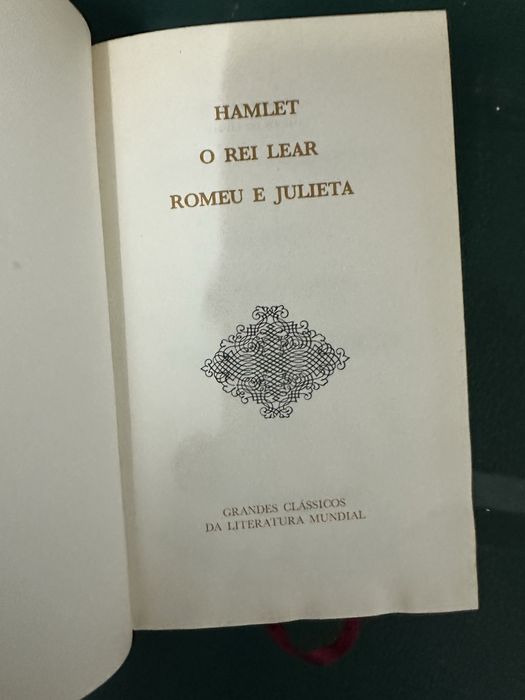 HAMLET
O REI LEAR
ROMEU E JULIETA
GRANDES CLÁSSICOS
DA LITERATURA MUNDIAL